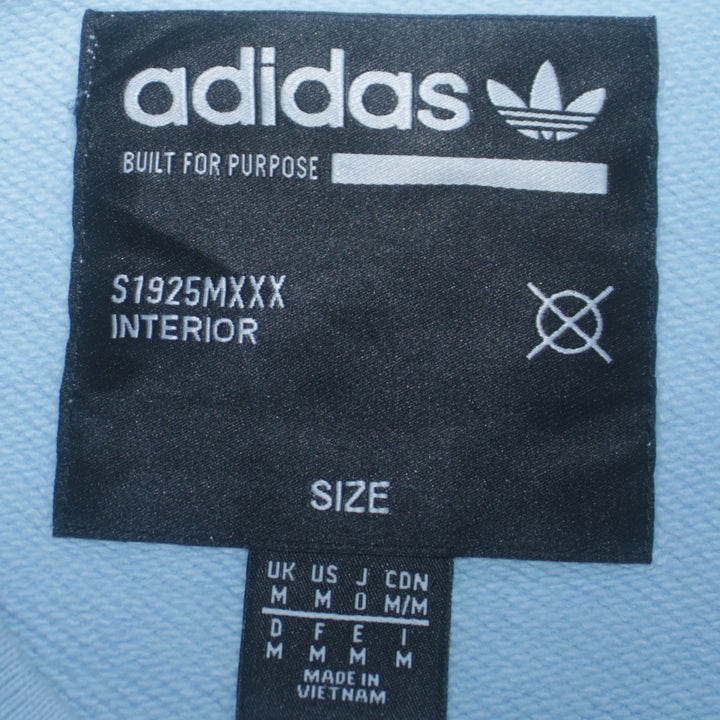 adidas
BUILT FOR PURPOSE
S1925MXXX
INTERIOR
SIZE
UK US J CDN
M M O M/M
D F E I
M M M M
MADE IN
VIETNAM